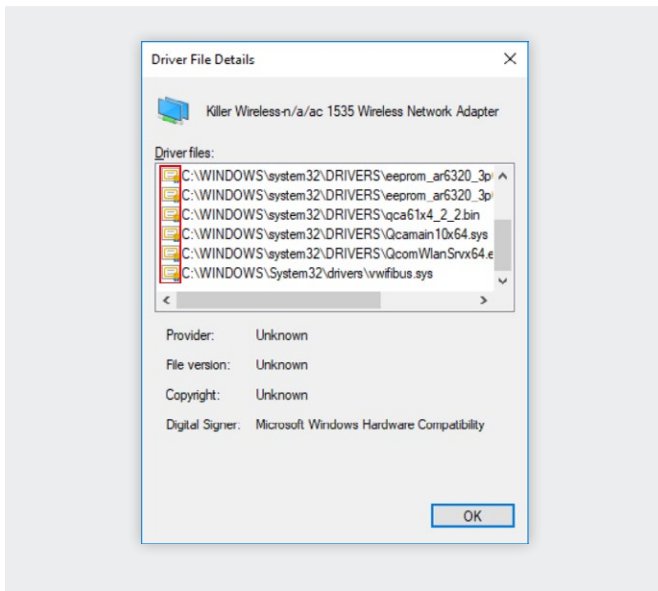 Driver File Details
Killer Wireless-n/a/ac 1535 Wireless Network Adapter
Driver files:
C:\WINDOWS\system32\DRIVERS\eeprom_ar6320_3p
C:\WINDOWS\system32\DRIVERS\eeprom_ar6320_3p
C:\WINDOWS\system32\DRIVERS\qca61x4_2_2.bin
C:\WINDOWS\system32\DRIVERS\Qcamain10x64.sys
C:\WINDOWS\system32\DRIVERS\QcomWlanSrvx64.e
C:\WINDOWS\System32\drivers\vwifibus.sys
Provider: Unknown
File version: Unknown
Copyright: Unknown
Digital Signer: Microsoft Windows Hardware Compatibility
OK